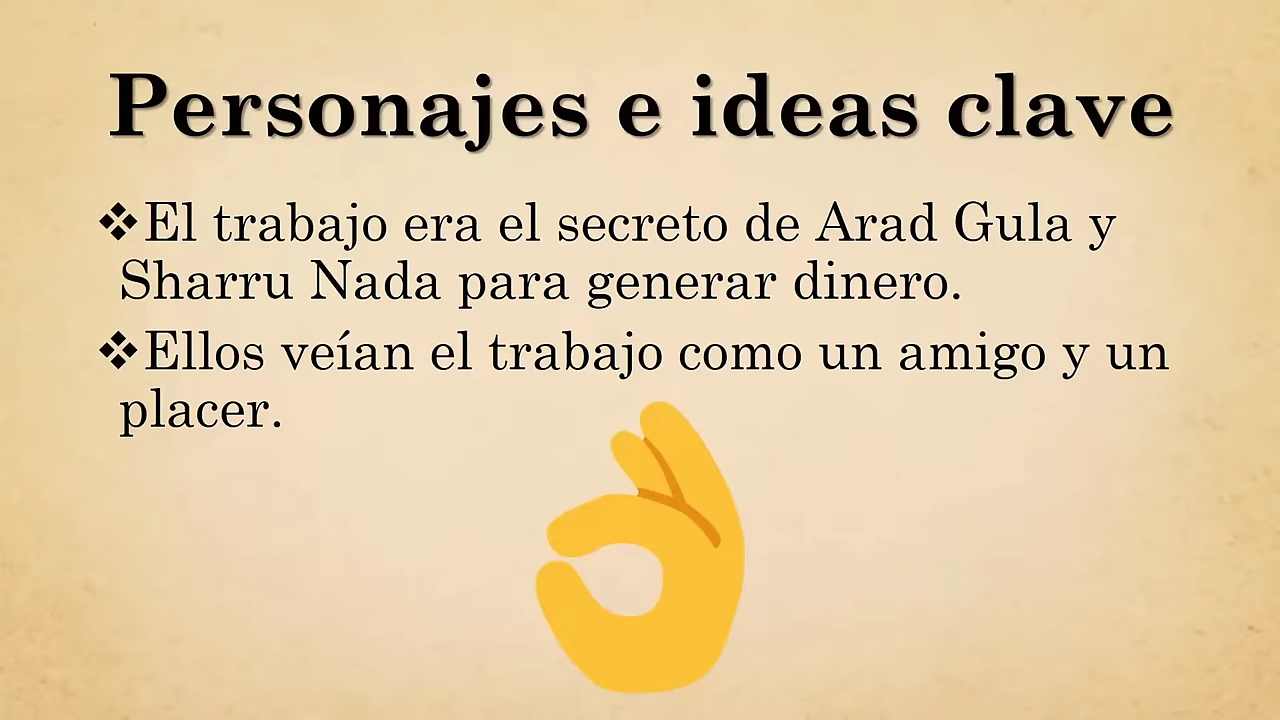 Personajes e ideas clave
❖El trabajo era el secreto de Arad Gula y
Sharru Nada para generar dinero.
❖Ellos veían el trabajo como un amigo y un
placer.